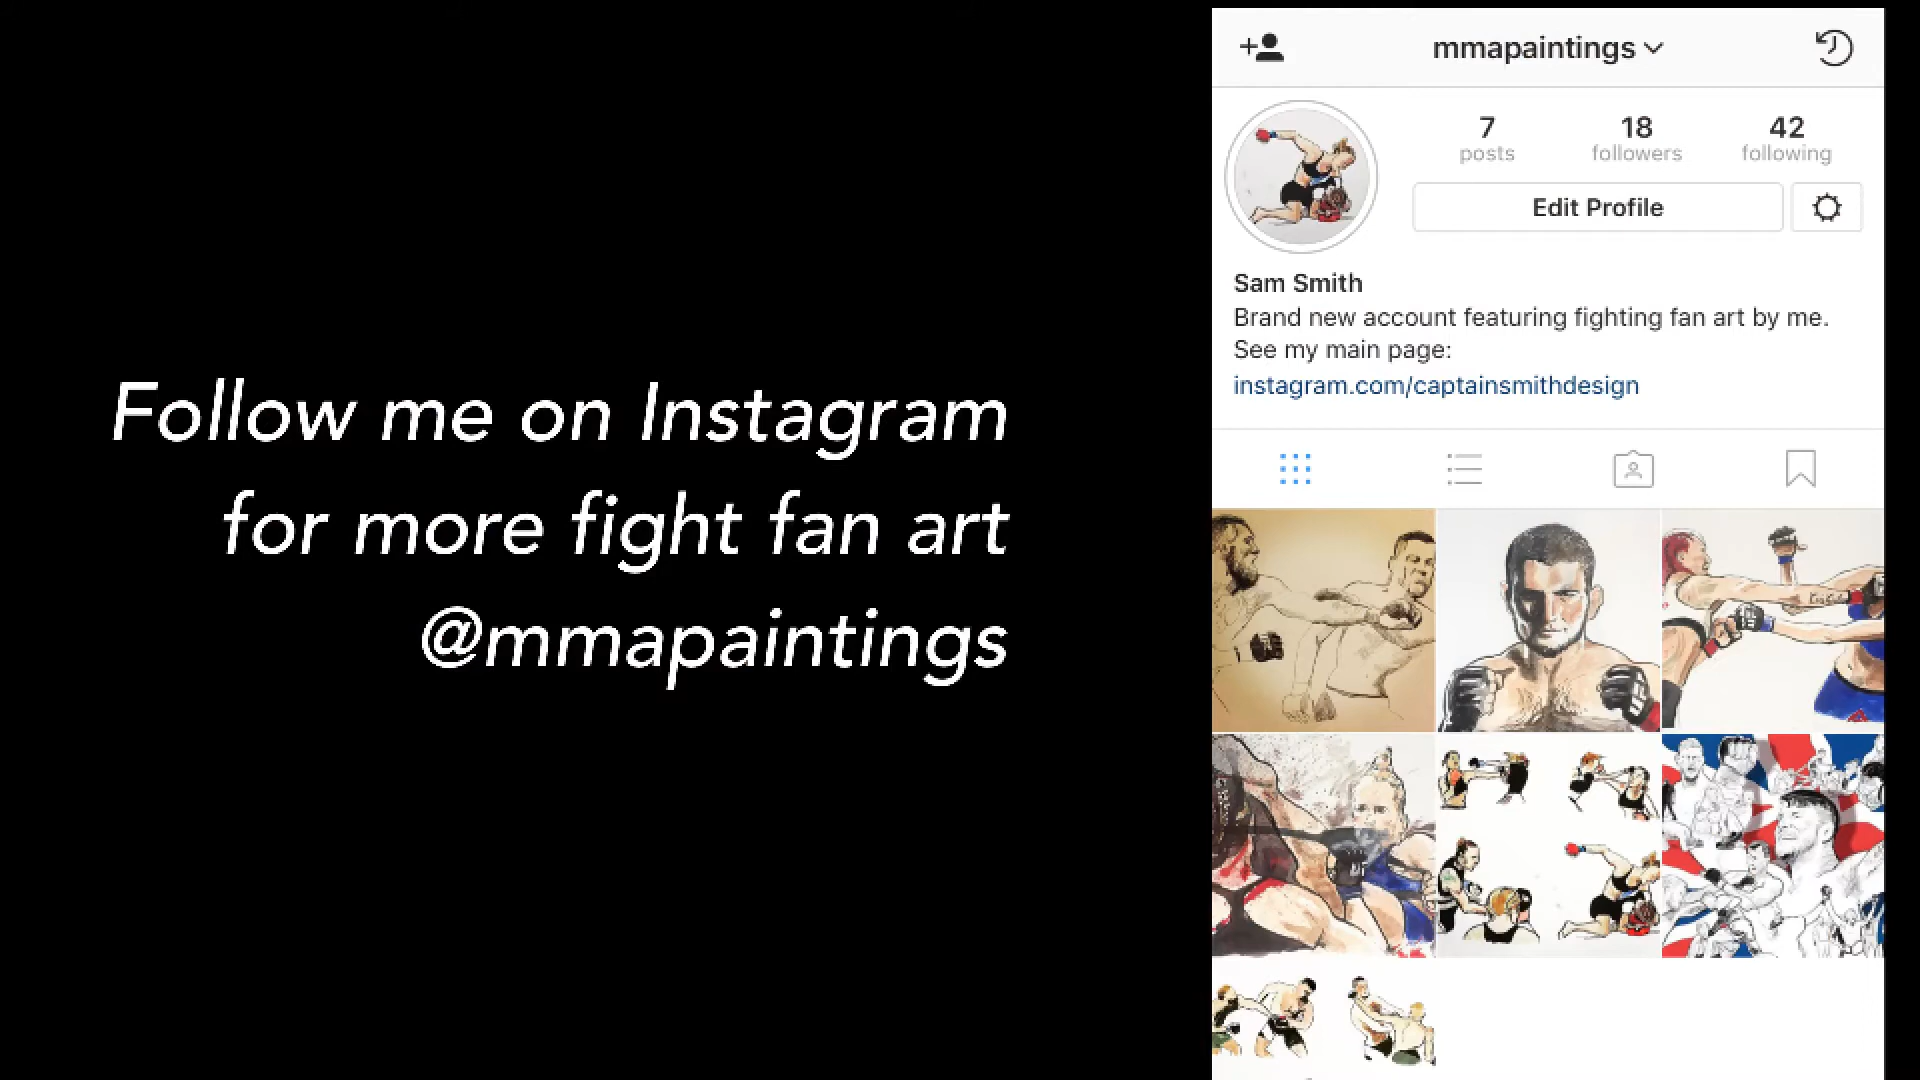 Follow me on Instagram
for more fight fan art
@mmapaintings
mmapaintings
7 18 42
posts followers following
Edit Profile
Sam Smith
Brand new account featuring fighting fan art by me.
See my main page:
instagram.com/captainsmithdesign